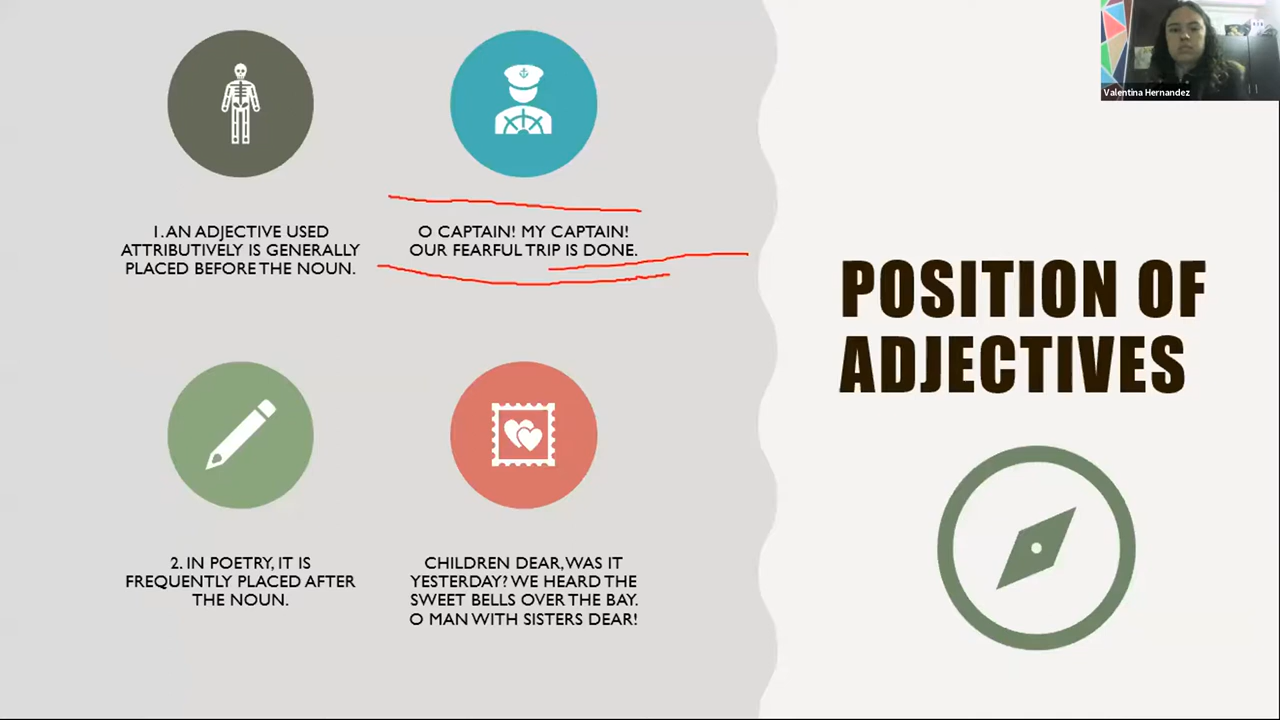 1. AN ADJECTIVE USED
ATTRIBUTIVELY IS GENERALLY
PLACED BEFORE THE NOUN.
O CAPTAIN! MY CAPTAIN!
OUR FEARFUL TRIP IS DONE.
2. IN POETRY, IT IS
FREQUENTLY PLACED AFTER
THE NOUN.
CHILDREN DEAR, WAS IT
YESTERDAY? WE HEARD THE
SWEET BELLS OVER THE BAY.
O MAN WITH SISTERS DEAR!
POSITION OF
ADJECTIVES
Valentina Hernandez